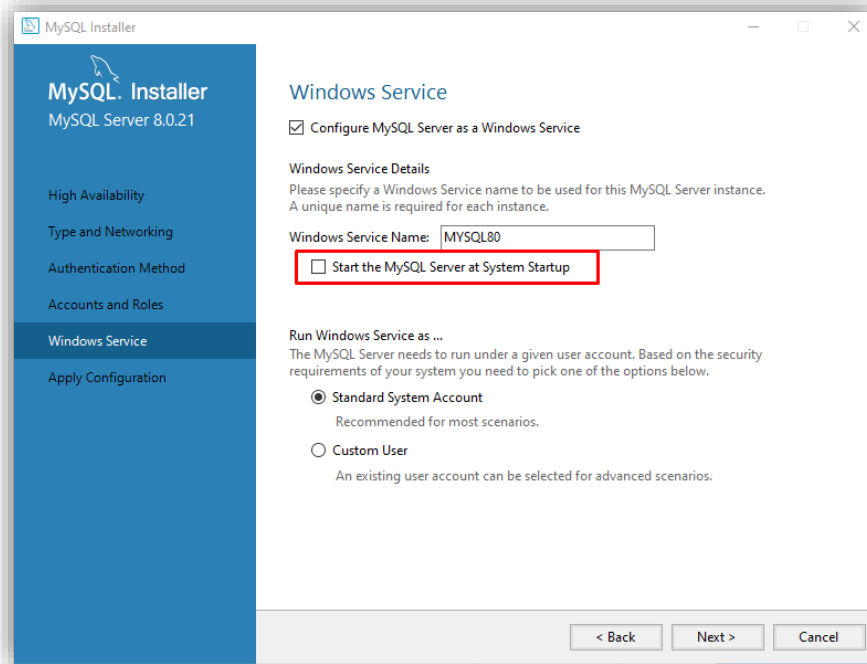 MySQL Installer
MySQL. Installer
MySQL Server 8.0.21
High Availability
Type and Networking
Authentication Method
Accounts and Roles
Windows Service
Apply Configuration
Windows Service
Configure MySQL Server as a Windows Service
Windows Service Details
Please specify a Windows Service name to be used for this MySQL Server instance.
A unique name is required for each instance.
Windows Service Name: MYSQL80
Start the MySQL Server at System Startup
Run Windows Service as ...
The MySQL Server needs to run under a given user account. Based on the security
requirements of your system you need to pick one of the options below.
Standard System Account
Recommended for most scenarios.
Custom User
An existing user account can be selected for advanced scenarios.
< Back Next > Cancel